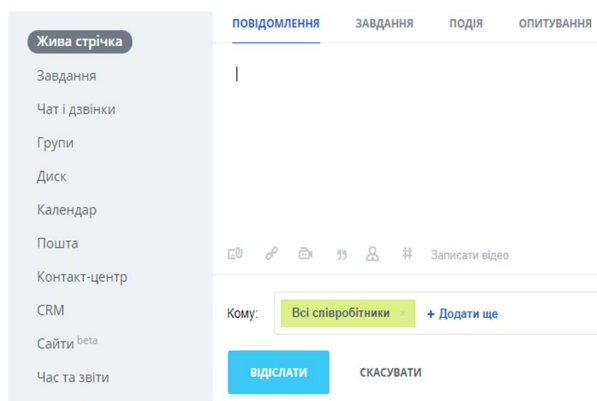 Жива стрічка
Завдання
Чат і дзвінки
Групи
Диск
Календар
Пошта
Контакт-центр
CRM
Сайти beta
Час та звіти
ПОВІДОМЛЕННЯ ЗАВДАННЯ ПОДІЯ ОПИТУВАННЯ
Записати відео
Кому: Всі співробітники × + Додати ще
ВІДІСЛАТИ СКАСУВАТИ